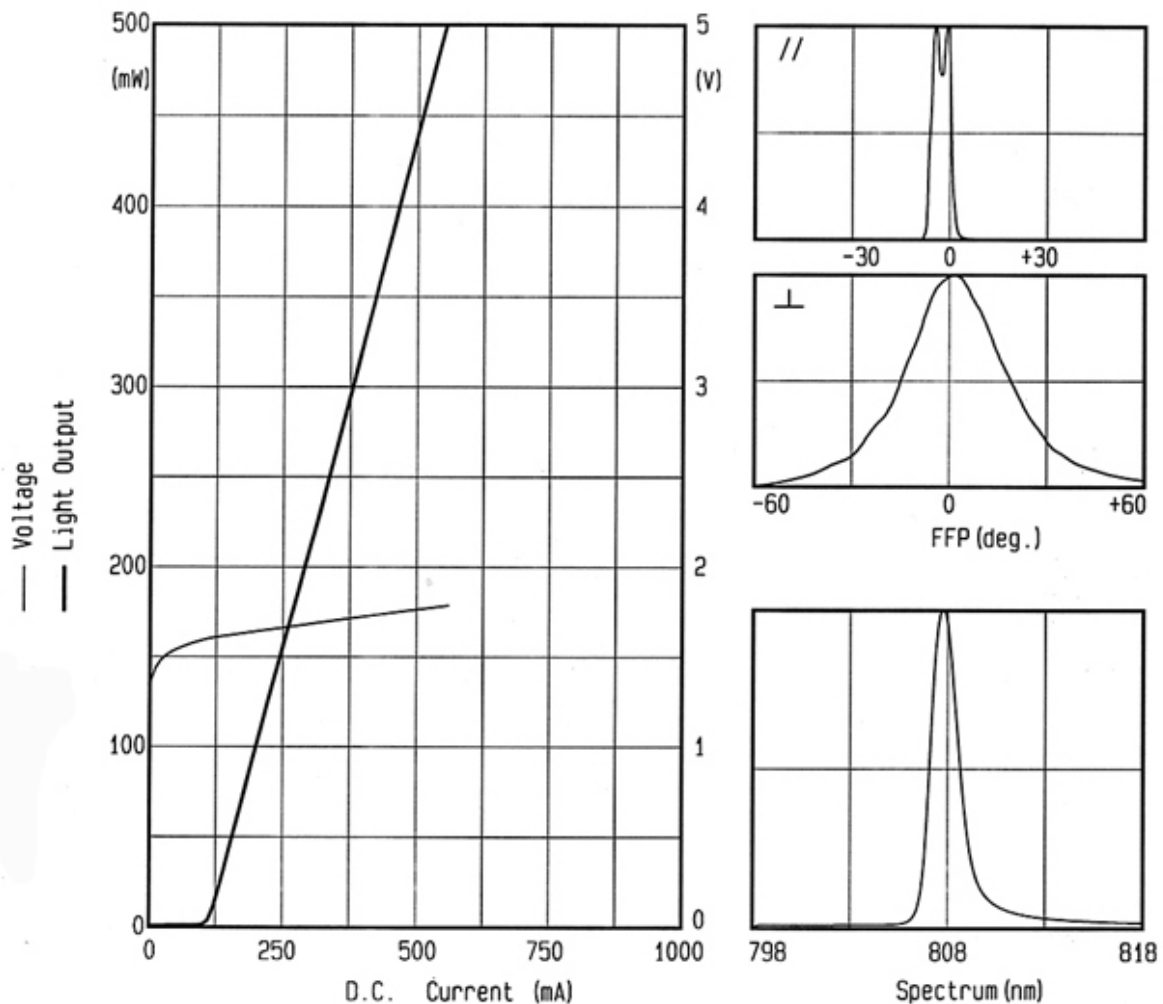 500
(mW)
400
300
200
100
0
5
(V)
4
3
2
1
0
0 250 500 750 1000
D.C. Current (mA)
Voltage
Light Output
//
-30 0 +30
⊥
-60 0 +60
FFP (deg.)
798 808 818
Spectrum (nm)